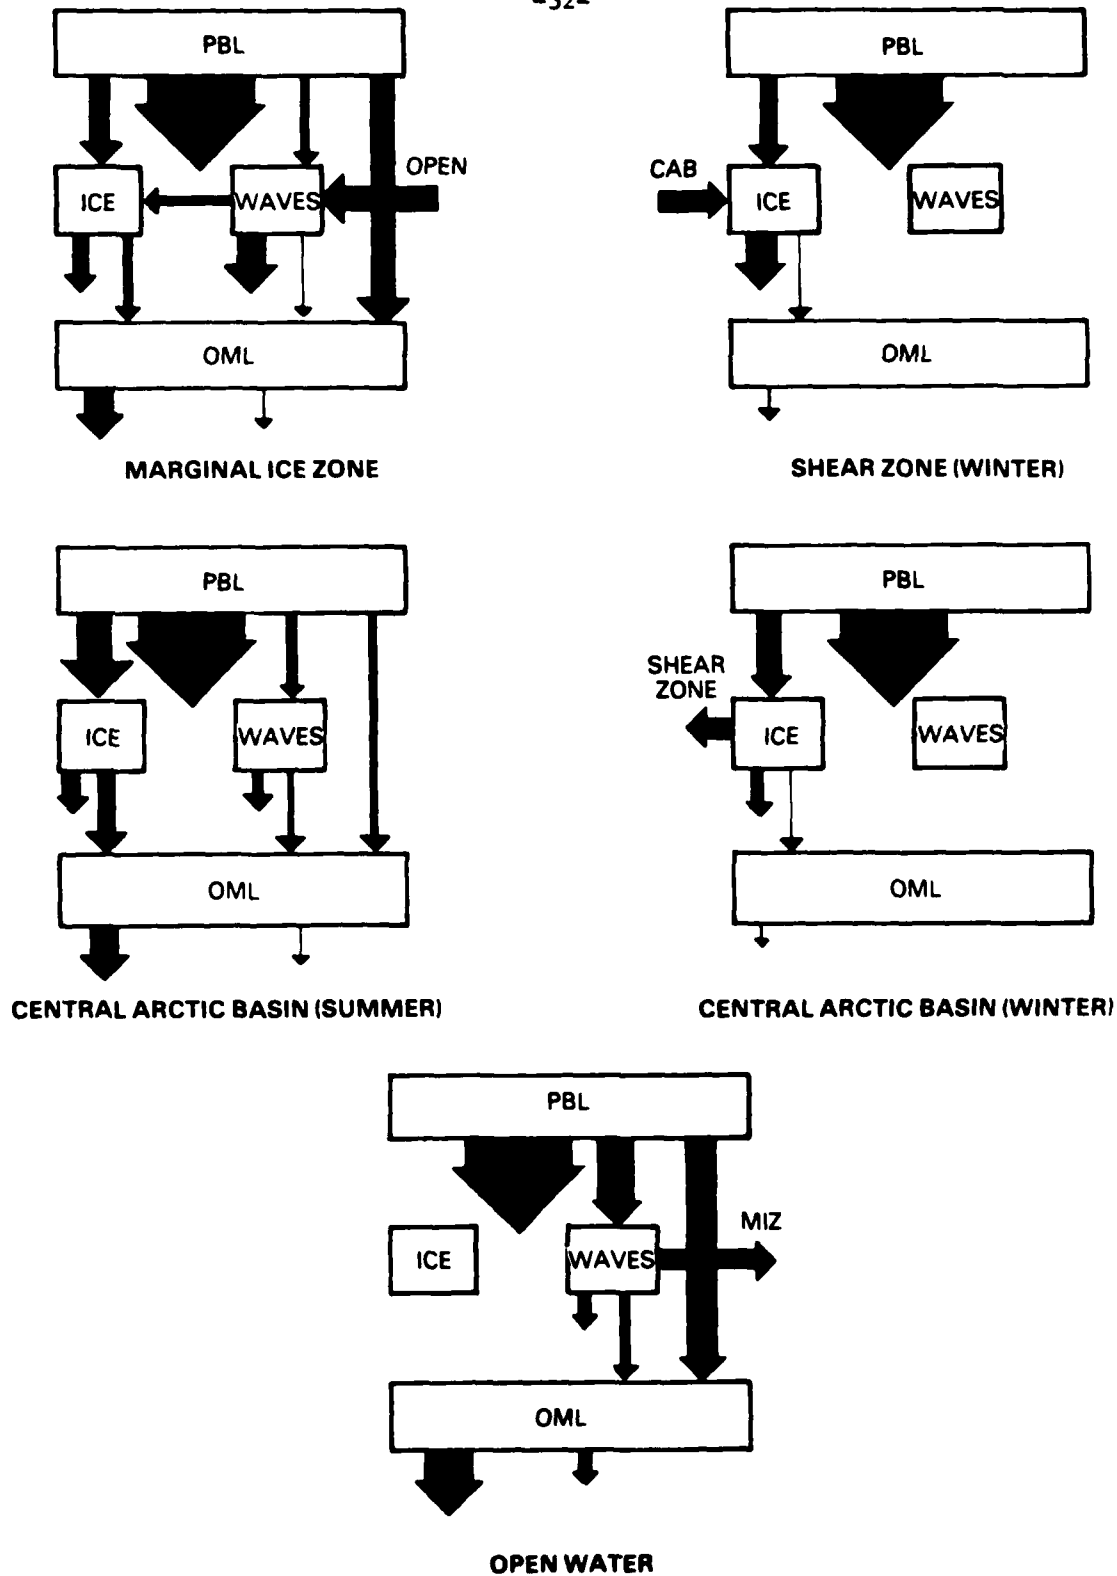 -32-
PBL
OPEN
ICE
WAVES
OML
MARGINAL ICE ZONE
PBL
CAB
ICE
WAVES
OML
SHEAR ZONE (WINTER)
PBL
ICE
WAVES
OML
CENTRAL ARCTIC BASIN (SUMMER)
PBL
SHEAR
ZONE
ICE
WAVES
OML
CENTRAL ARCTIC BASIN (WINTER)
PBL
MIZ
ICE
WAVES
OML
OPEN WATER